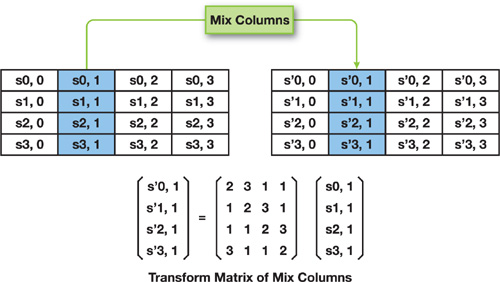 Mix Columns
s0, 0 s0, 1 s0, 2 s0, 3 s'0, 0 s'0, 1 s'0, 2 s'0, 3
s1, 0 s1, 1 s1, 2 s1, 3 s'1, 0 s'1, 1 s'1, 2 s'1, 3
s2, 0 s2, 1 s2, 2 s2, 3 s'2, 0 s'2, 1 s'2, 2 s'2, 3
s3, 0 s3, 1 s3, 2 s3, 3 s'3, 0 s'3, 1 s'3, 2 s'3, 3
s'0, 1 2 3 1 1 s0, 1
s'1, 1 = 1 2 3 1 s1, 1
s'2, 1 1 1 2 3 s2, 1
s'3, 1 3 1 1 2 s3, 1
Transform Matrix of Mix Columns